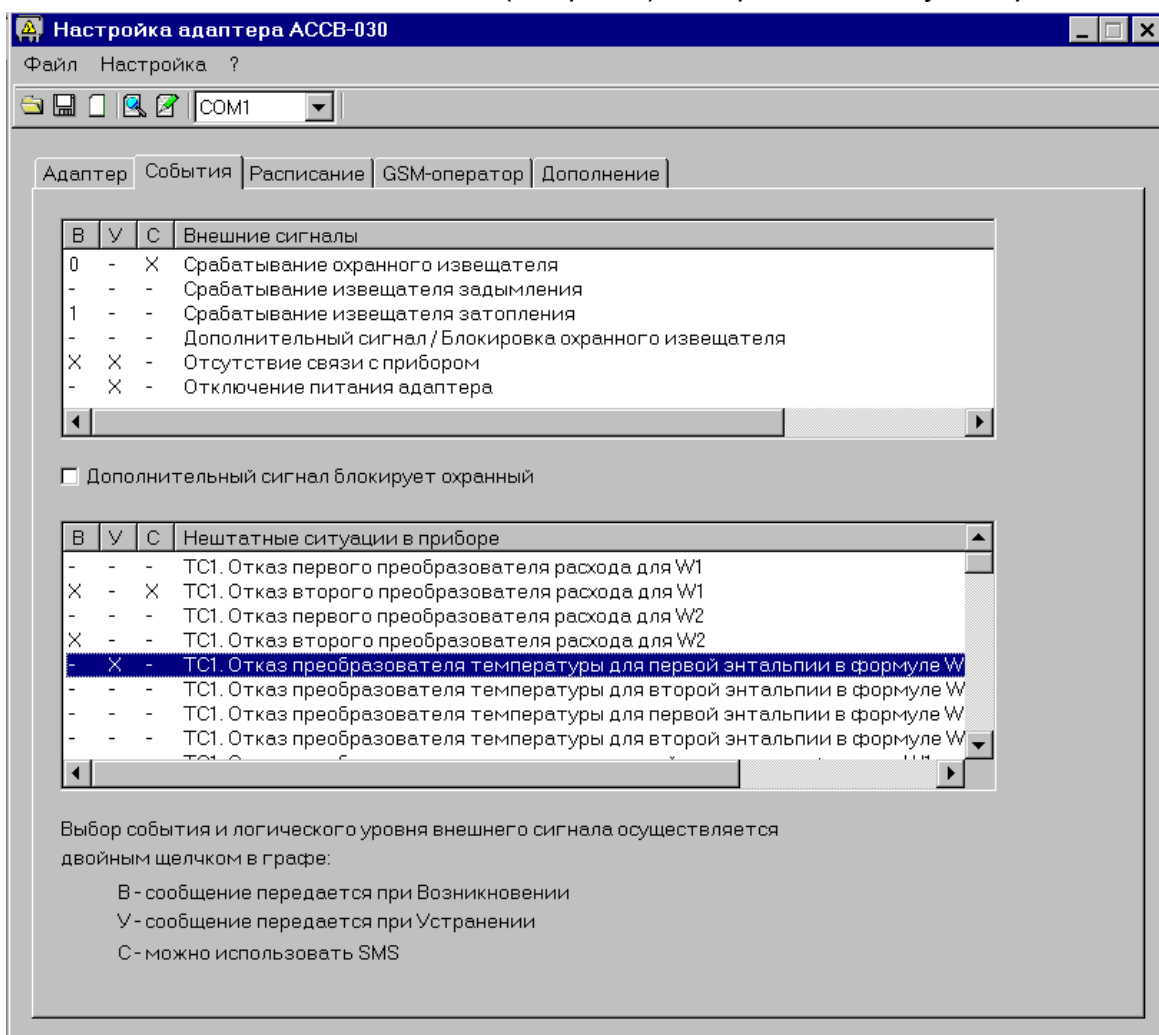 Настройка адаптера АССВ-030
Файл Настройка ?
COM1
Адаптер События Расписание GSM-оператор Дополнение
В У С Внешние сигналы
0 - X Срабатывание охранного извещателя
- - - Срабатывание извещателя задымления
1 - - Срабатывание извещателя затопления
- - - Дополнительный сигнал / Блокировка охранного извещателя
X X - Отсутствие связи с прибором
- X - Отключение питания адаптера
Дополнительный сигнал блокирует охранный
В У С Нештатные ситуации в приборе
- - - ТС1. Отказ первого преобразователя расхода для W1
X - X ТС1. Отказ второго преобразователя расхода для W1
- - - ТС1. Отказ первого преобразователя расхода для W2
X - - ТС1. Отказ второго преобразователя расхода для W2
- X - ТС1. Отказ преобразователя температуры для первой энтальпии в формуле W
- - - ТС1. Отказ преобразователя температуры для второй энтальпии в формуле W
- - - ТС1. Отказ преобразователя температуры для первой энтальпии в формуле W
- - - ТС1. Отказ преобразователя температуры для второй энтальпии в формуле W
Выбор события и логического уровня внешнего сигнала осуществляется
двойным щелчком в графе:
В - сообщение передается при Возникновении
У - сообщение передается при Устранении
С - можно использовать SMS